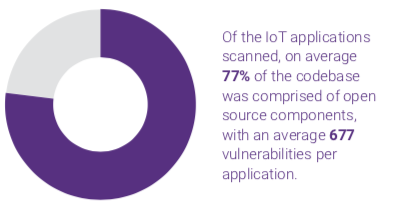 Of the IoT applications
scanned, on average
77% of the codebase
was comprised of open
source components,
with an average 677
vulnerabilities per
application.